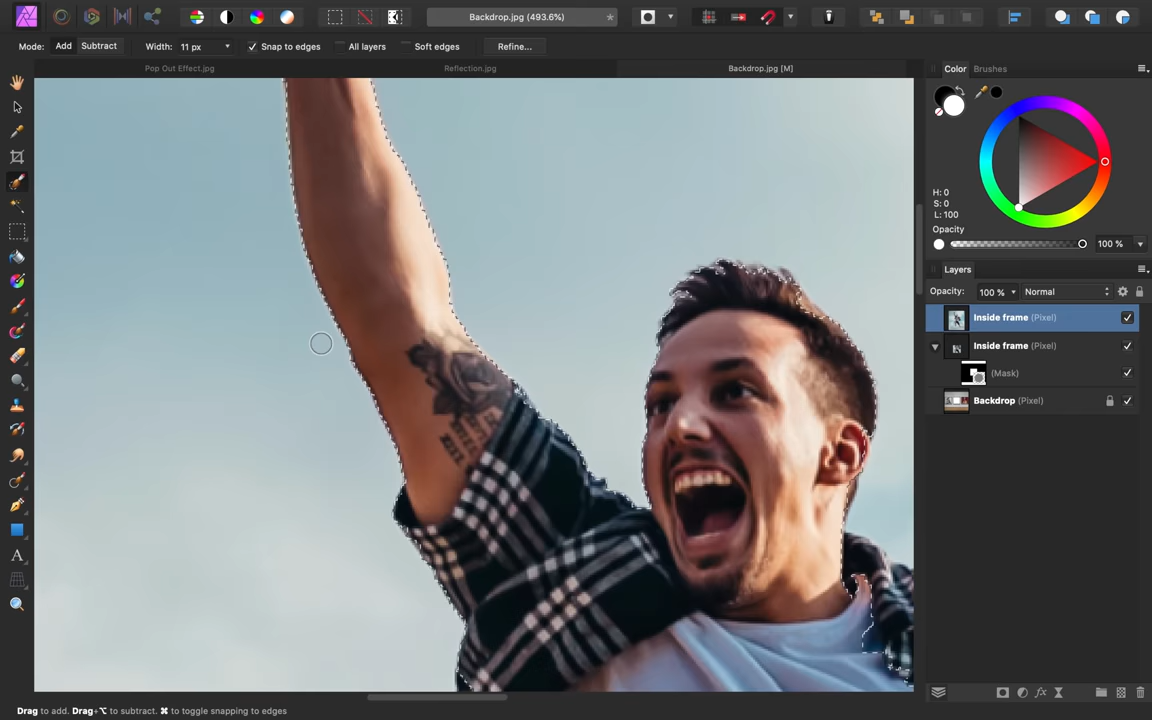 Backdrop.jpg (493.6%)
Mode: Add Subtract Width: 11 px Snap to edges All layers Soft edges Refine...
Pop Out Effect.jpg Reflection.jpg Backdrop.jpg [M]
Color Brushes
H: 0
S: 0
L: 100
Opacity
100 %
Layers
Opacity: 100 % Normal
Inside frame (Pixel)
Inside frame (Pixel)
(Mask)
Backdrop (Pixel)
A
fx
Drag to add. Drag+⌥ to subtract. ⌘ to toggle snapping to edges